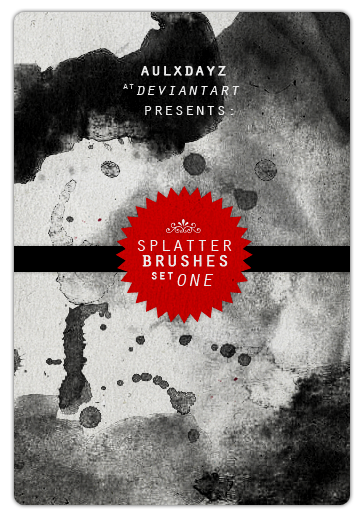 AULXDAYZ
AT DEVIANTART
PRESENTS:
SPLATTER
BRUSHES
SET ONE